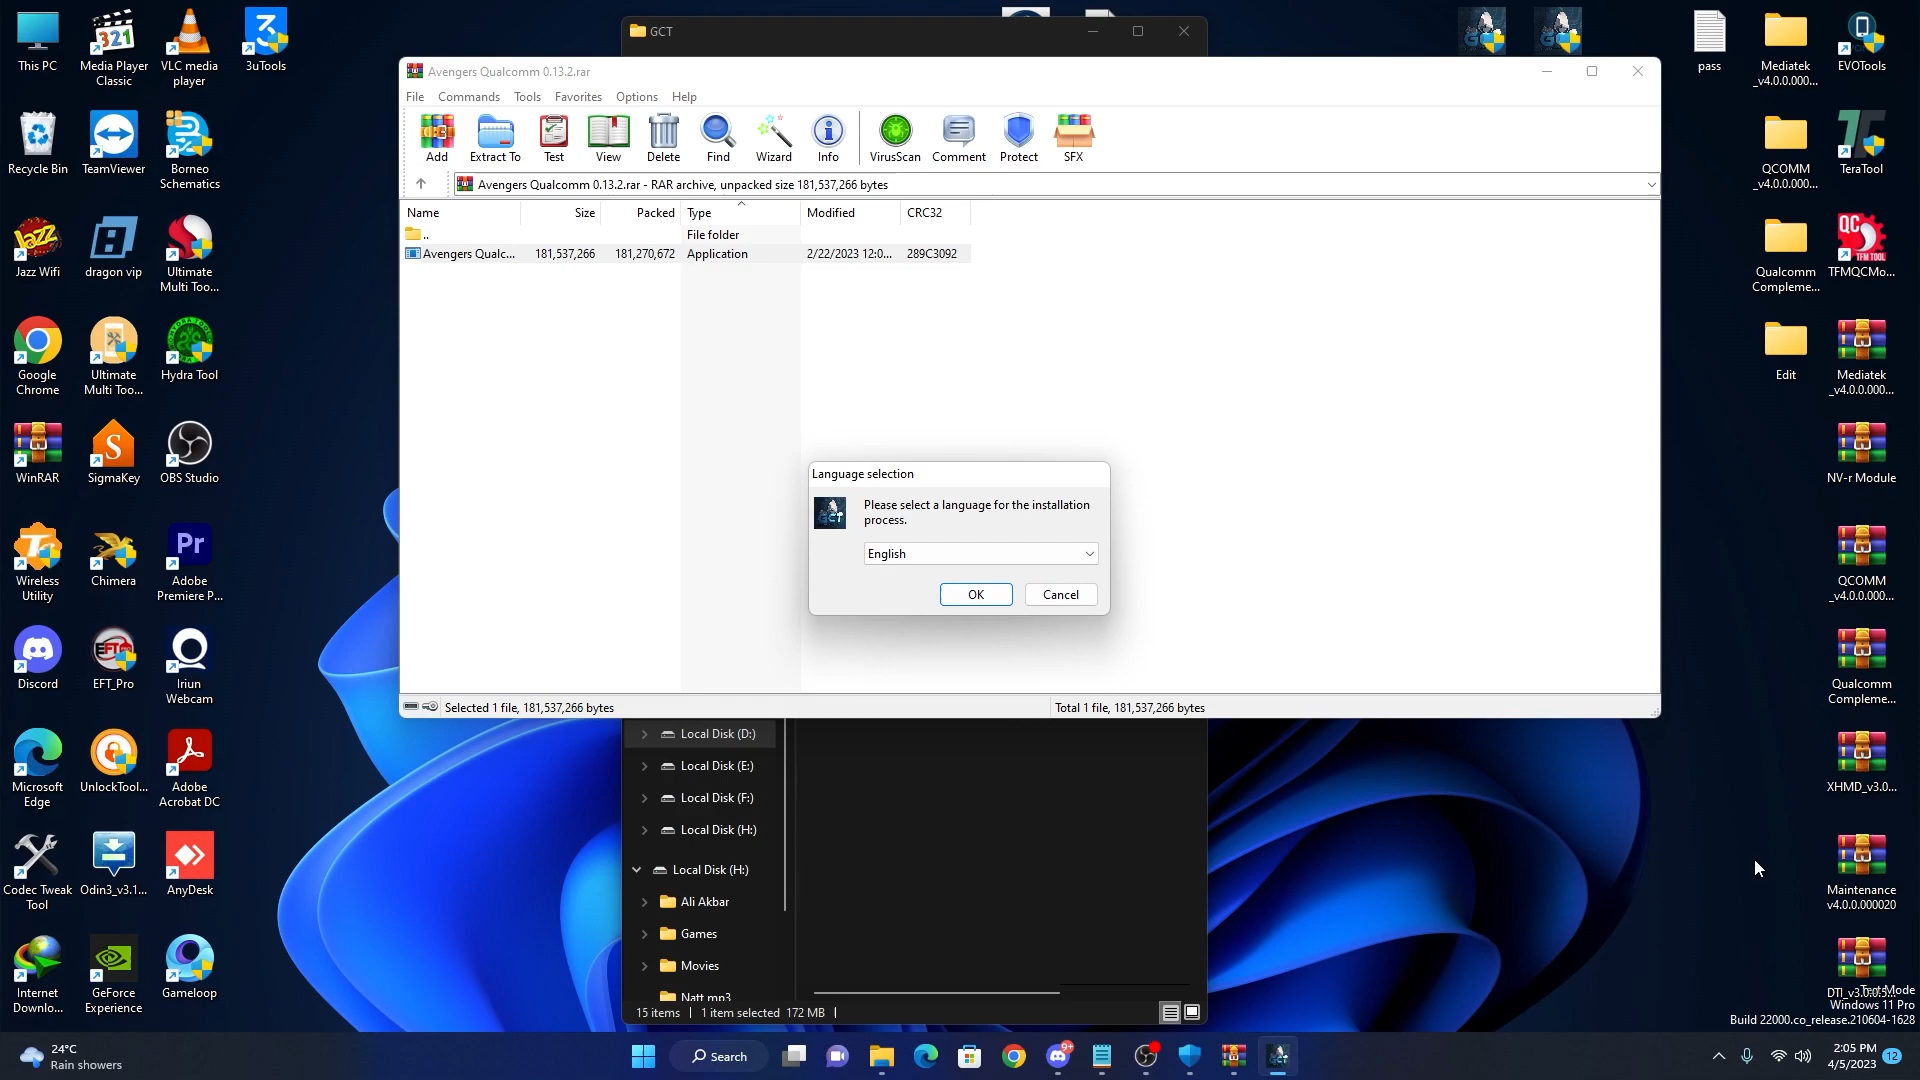 This PC
Media Player
Classic
VLC media
player
3uTools
Recycle Bin
TeamViewer
Borneo
Schematics
Jazz Wifi
dragon vip
Ultimate
Multi Too...
Google
Chrome
Ultimate
Multi Too...
Hydra Tool
WinRAR
SigmaKey
OBS Studio
Wireless
Utility
Chimera
Adobe
Premiere P...
Discord
EFT_Pro
Iriun
Webcam
Microsoft
Edge
UnlockTool...
Adobe
Acrobat DC
Codec Tweak
Tool
Odin3_v3.1...
AnyDesk
Internet
Downlo...
GeForce
Experience
Gameloop
GCT
Avengers Qualcomm 0.13.2.rar
File Commands Tools Favorites Options Help
Add Extract To Test View Delete Find Wizard Info VirusScan Comment Protect SFX
Avengers Qualcomm 0.13.2.rar - RAR archive, unpacked size 181,537,266 bytes
Name Size Packed Type Modified CRC32
.. File folder
Avengers Qualc... 181,537,266 181,270,672 Application 2/22/2023 12:0... 289C3092
Language selection
Please select a language for the installation
process.
English
OK Cancel
Selected 1 file, 181,537,266 bytes
Total 1 file, 181,537,266 bytes
Local Disk (D:)
Local Disk (E:)
Local Disk (F:)
Local Disk (H:)
Local Disk (H:)
Ali Akbar
Games
Movies
Natt mp3
15 items 1 item selected 172 MB
pass
Mediatek
_v4.0.0.000...
EVOTools
QCOMM
_v4.0.0.000...
TeraTool
Qualcomm
Compleme...
TFMQCMo...
Edit
Mediatek
_v4.0.0.000...
NV-r Module
QCOMM
_v4.0.0.000...
Qualcomm
Compleme...
XHMD_v3.0...
Maintenance
v4.0.0.000020
DTI_v3.0.0.5...
Test Mode
Windows 11 Pro
Build 22000.co_release.210604-1628
24°C
Rain showers
Search
9+
2:05 PM
4/5/2023
12